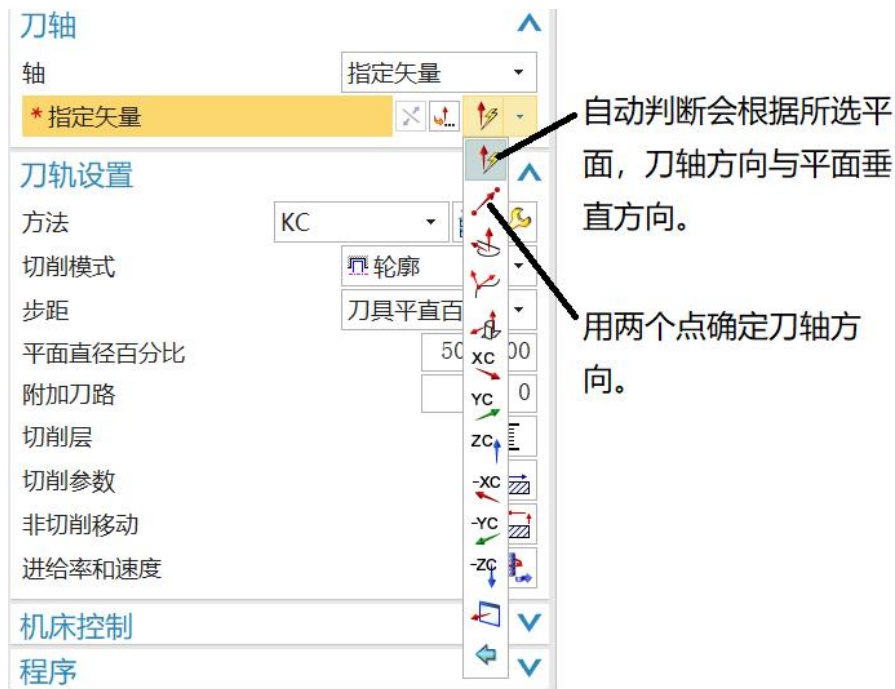 刀轴
轴
指定矢量
*指定矢量
自动判断会根据所选平
面，刀轴方向与平面垂
直方向。
刀轨设置
方法
KC
切削模式
轮廓
步距
刀具平直百
用两个点确定刀轴方
向。
平面直径百分比
50
00
XC
附加刀路
0
YC
切削层
ZC
切削参数
-XC
非切削移动
-YC
进给率和速度
-ZC
机床控制
程序